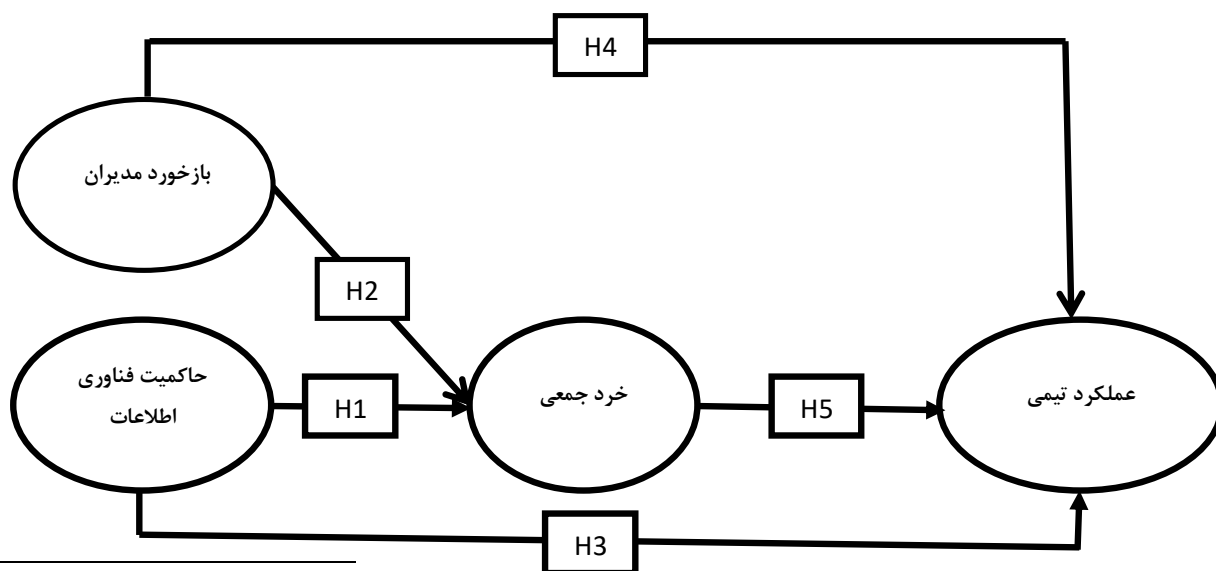 H4
بازخورد مدیران
H2
حاکمیت فناوری
اطلاعات
H1
خرد جمعی
H5
عملکرد تیمی
H3